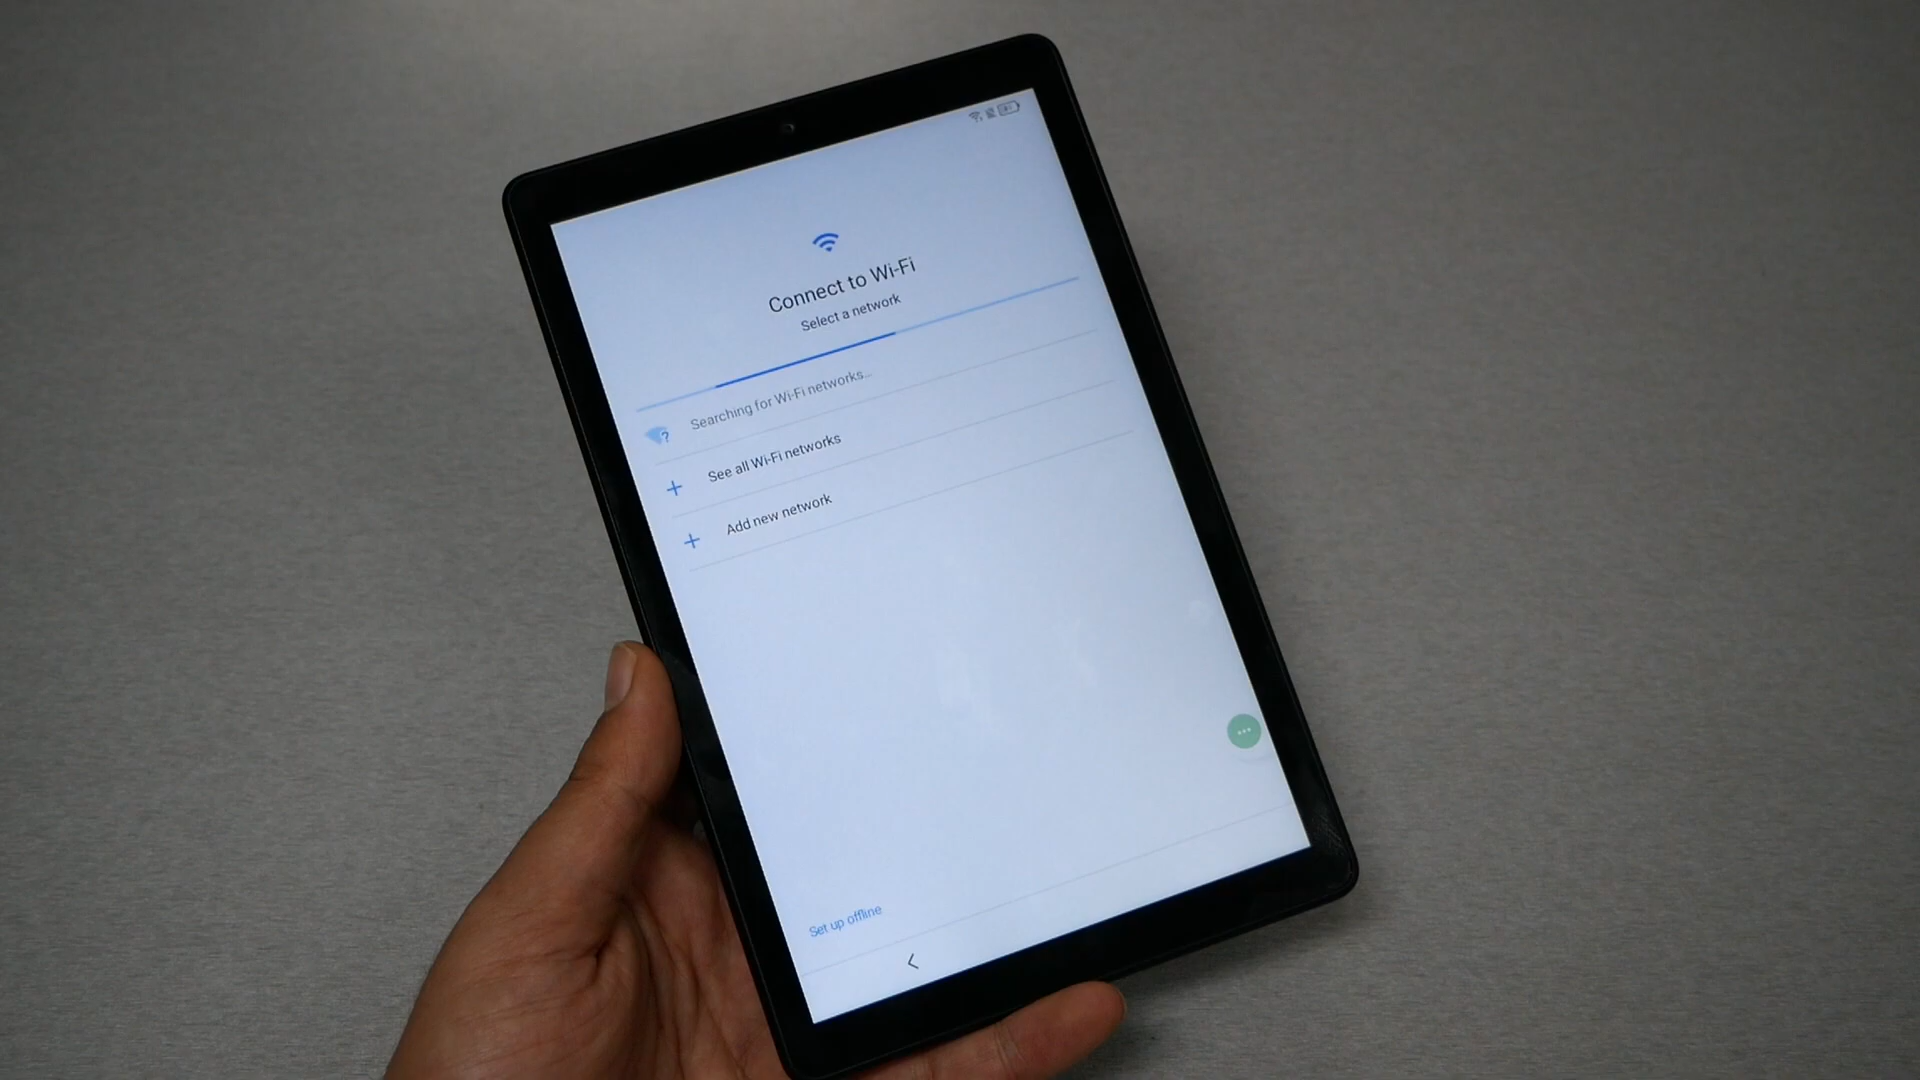 Connect to Wi-Fi
Select a network
Searching for Wi-Fi networks...
See all Wi-Fi networks
Add new network
Set up offline